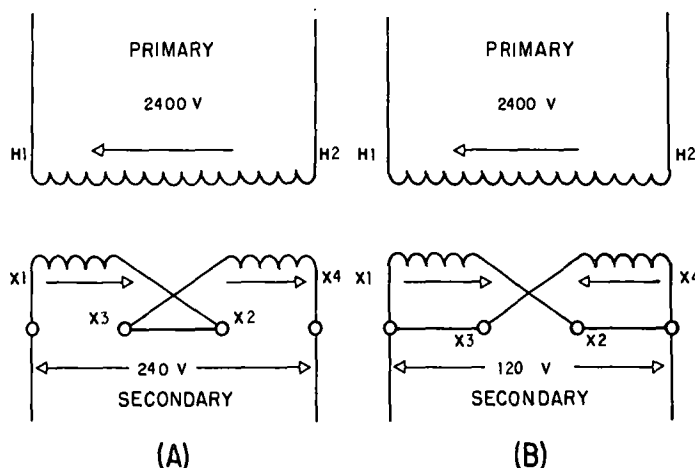 PRIMARY
2400 V
H1
H2
X1
X4
X3
X2
240 V
SECONDARY
(A)
PRIMARY
2400 V
H1
H2
X1
X4
X3
X2
120 V
SECONDARY
(B)